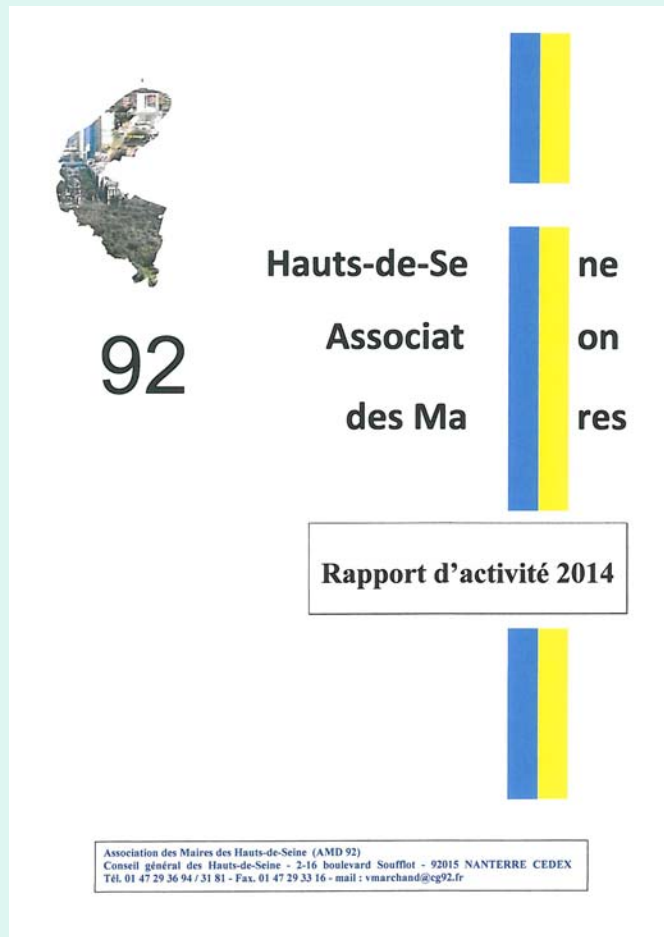 92
Hauts-de-Se ne
Associat on
des Ma res
Rapport d'activité 2014
Association des Maires des Hauts-de-Seine (AMD 92)
Conseil général des Hauts-de-Seine - 2-16 boulevard Soufflot - 92015 NANTERRE CEDEX
Tél. 01 47 29 36 94 / 31 81 - Fax. 01 47 29 33 16 - mail : vmarchand@cg92.fr